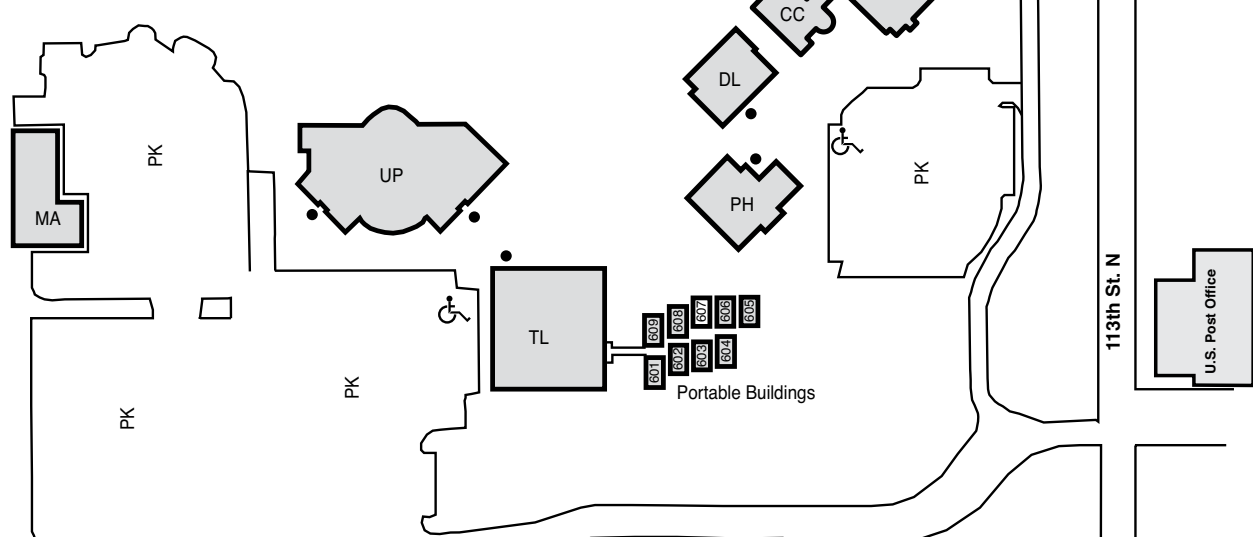 CC
DL
PK
UP
PK
PH
MA
113th St. N
U.S. Post Office
TL
609
608
607
606
605
601
602
603
604
Portable Buildings
PK
PK